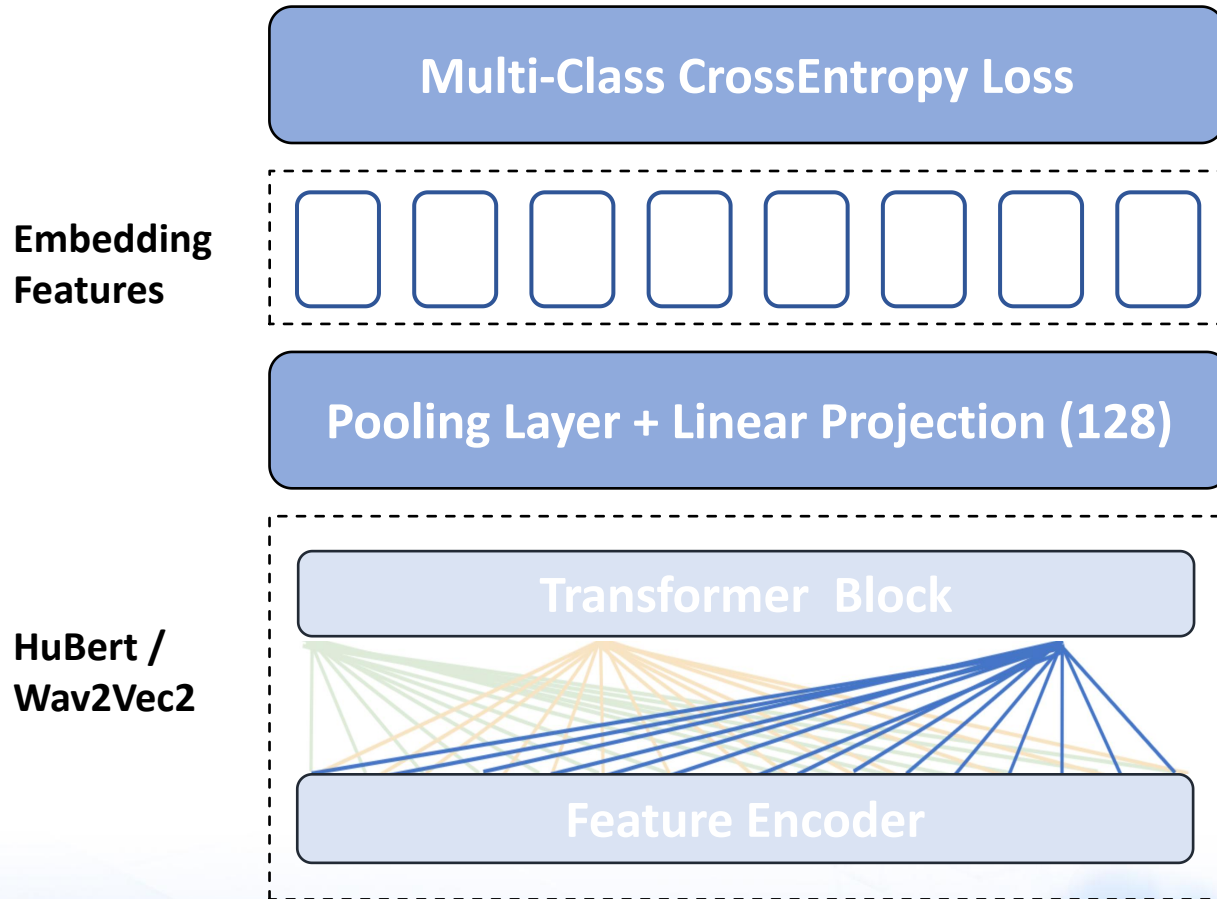 Multi-Class CrossEntropy Loss
Embedding
Features
Pooling Layer + Linear Projection (128)
Transformer Block
HuBert /
Wav2Vec2
Feature Encoder